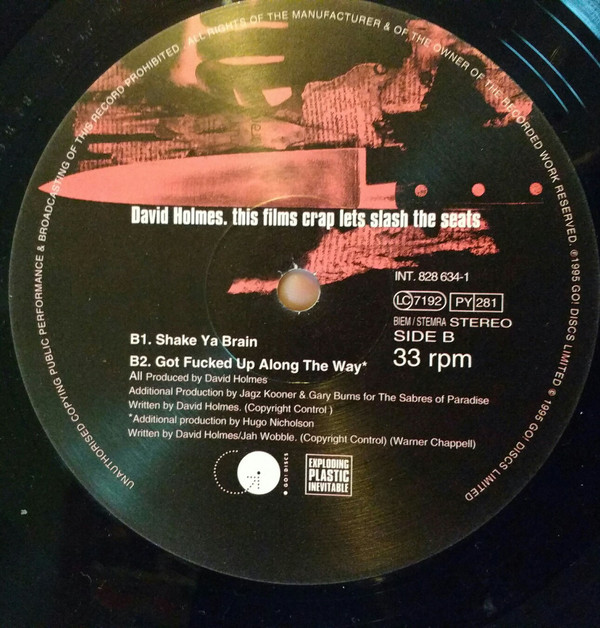 UNAUTHORISED COPYING PUBLIC PERFORMANCE & BROADCASTING OF THIS RECORD PROHIBITED. ALL RIGHTS OF THE MANUFACTURER & OF THE OWNER OF THE RECORDED WORK RESERVED. ℗1995 GO! DISCS LIMITED © 1995 GO! DISCS LIMITED
David Holmes. this films crap lets slash the seats
INT. 828 634-1
LC 7192 PY 281
BIEM / STEMRA STEREO
SIDE B
33 rpm
B1. Shake Ya Brain
B2. Got Fucked Up Along The Way*
All Produced by David Holmes
Additional Production by Jagz Kooner & Gary Burns for The Sabres of Paradise
Written by David Holmes. (Copyright Control )
*Additional production by Hugo Nicholson
Written by David Holmes/Jah Wobble. (Copyright Control) (Warner Chappell)
GO! DISCS
EXPLODING
PLASTIC
INEVITABLE